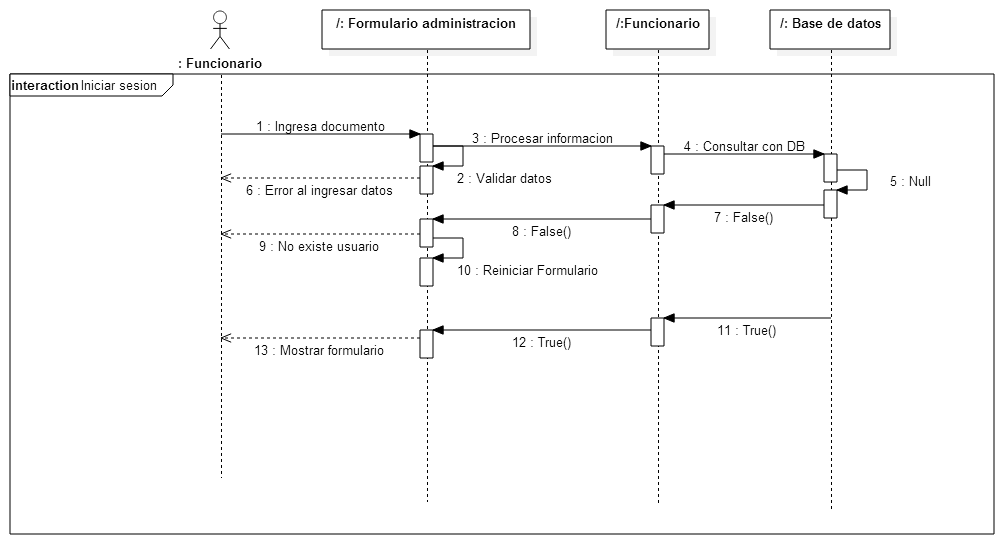 /: Formulario administracion
/:Funcionario
/: Base de datos
: Funcionario
interaction Iniciar sesion
1 : Ingresa documento
3 : Procesar informacion
4 : Consultar con DB
2 : Validar datos
5 : Null
6 : Error al ingresar datos
7 : False()
8 : False()
9 : No existe usuario
10 : Reiniciar Formulario
11 : True()
12 : True()
13 : Mostrar formulario